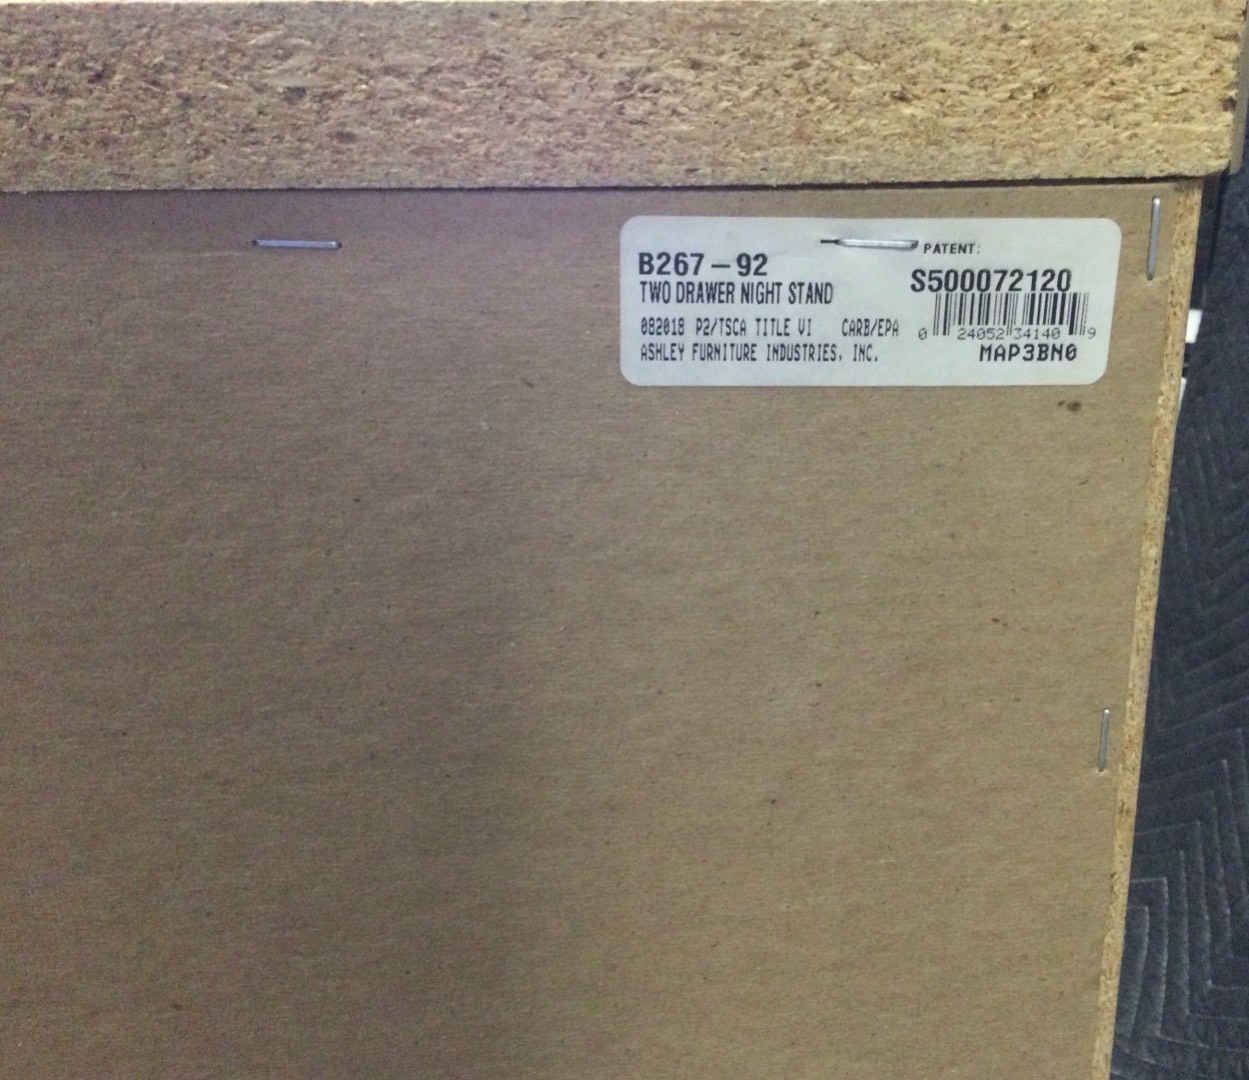 PATENT:
B267-92
S500072120
TWO DRAWER NIGHT STAND
082018 P2/TSCA TITLE VI CARB/EPA
0 24052 34140 9
ASHLEY FURNITURE INDUSTRIES, INC.
MAP3BN0